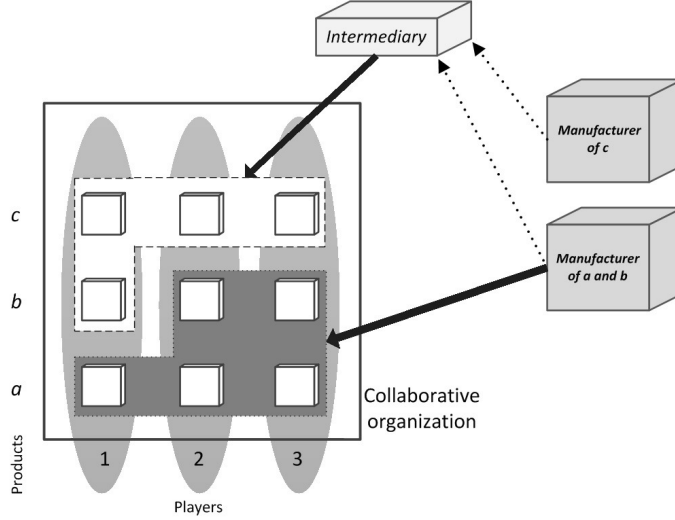 Intermediary
Manufacturer
of c
Manufacturer
of a and b
c
b
a
Collaborative
organization
1 2 3
Products
Players